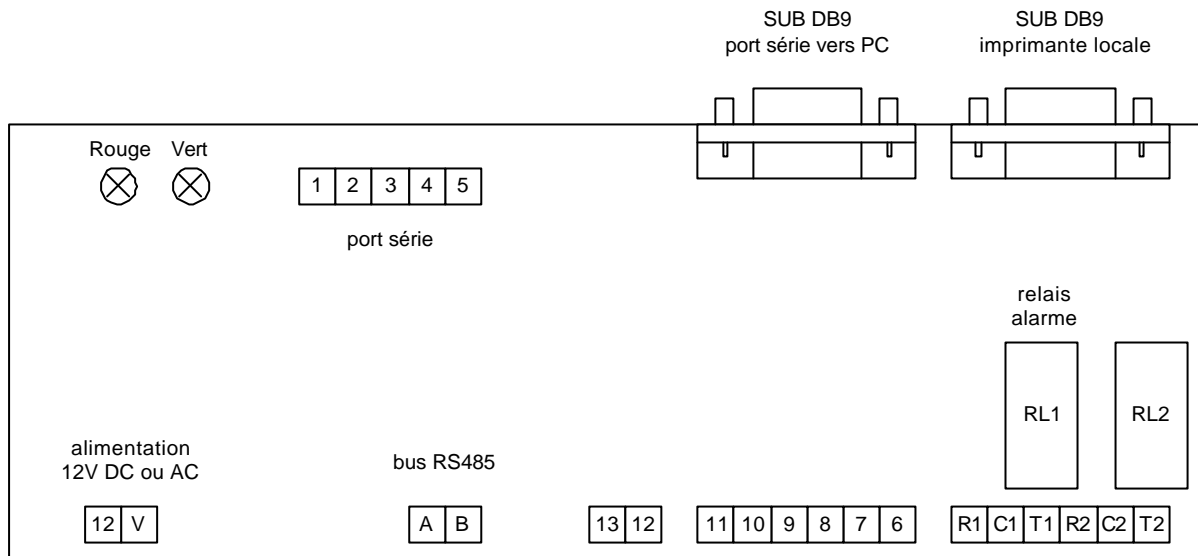 SUB DB9
port série vers PC
SUB DB9
imprimante locale
Rouge Vert
1 2 3 4 5
port série
relais
alarme
RL1 RL2
alimentation
12V DC ou AC
bus RS485
12 V A B 13 12 11 10 9 8 7 6 R1 C1 T1 R2 C2 T2